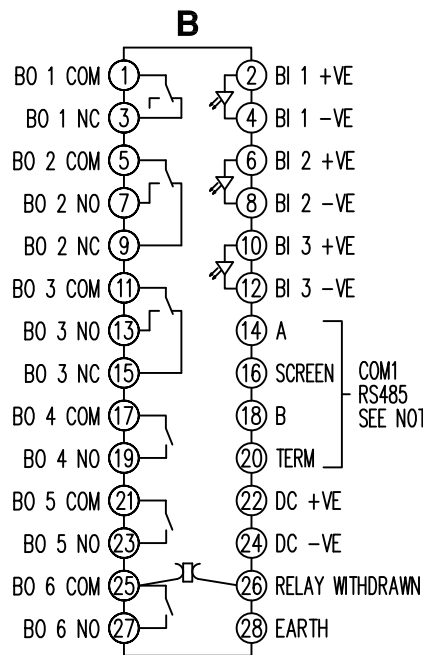 B
BO 1 COM 1 2 BI 1 +VE
BO 1 NC 3 4 BI 1 -VE
BO 2 COM 5 6 BI 2 +VE
BO 2 NO 7 8 BI 2 -VE
BO 2 NC 9 10 BI 3 +VE
BO 3 COM 11 12 BI 3 -VE
BO 3 NO 13 14 A
BO 3 NC 15 16 SCREEN
BO 4 COM 17 18 B
BO 4 NO 19 20 TERM
COM1
RS485
SEE NOT
BO 5 COM 21 22 DC +VE
BO 5 NO 23 24 DC -VE
BO 6 COM 25 26 RELAY WITHDRAWN
BO 6 NO 27 28 EARTH